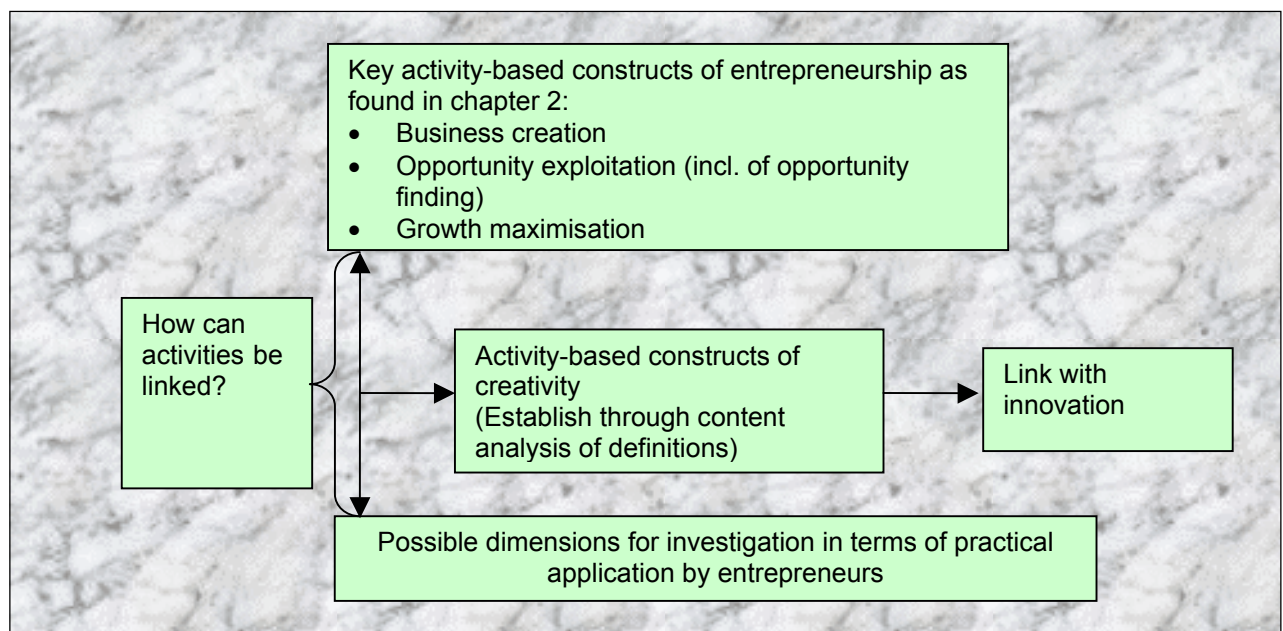 Key activity-based constructs of entrepreneurship as
found in chapter 2:
• Business creation
• Opportunity exploitation (incl. of opportunity
finding)
• Growth maximisation
How can
activities be
linked?
Activity-based constructs of
creativity
(Establish through content
analysis of definitions)
Link with
innovation
Possible dimensions for investigation in terms of practical
application by entrepreneurs